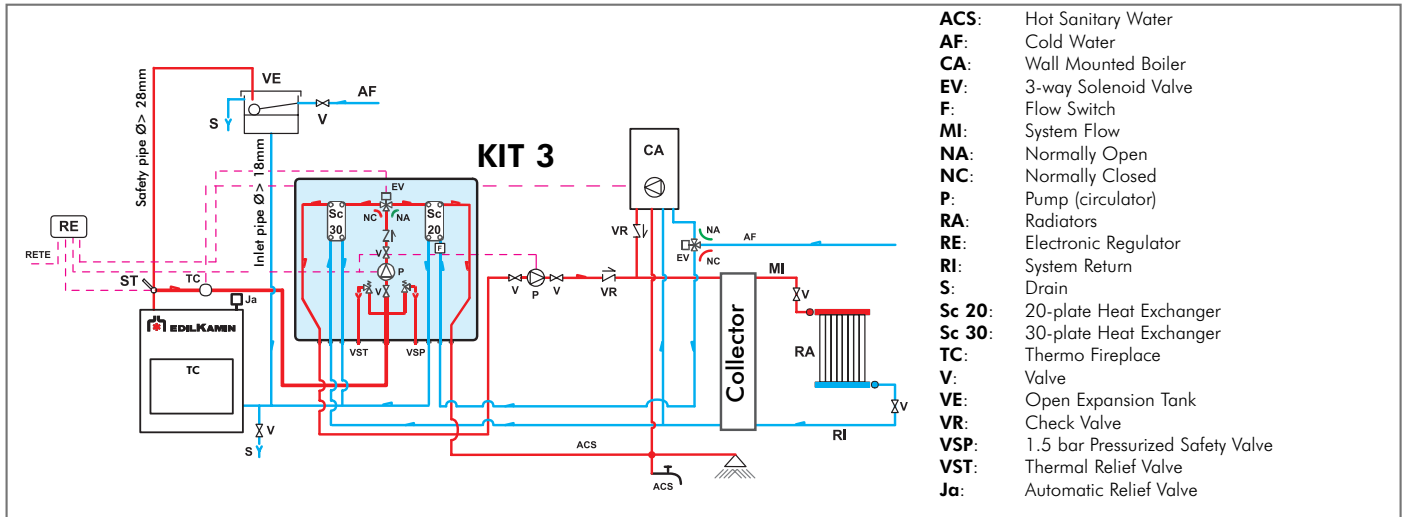 VE
AF
S
V
Safety pipe Ø> 28mm
Inlet pipe Ø> 18mm
KIT 3
CA
EV
Sc
30
NC
NA
Sc
20
F
V
P
V
RE
RETE
ST
TC
Ja
EDILKAMIN
TC
VST
VSP
V
S
V
P
V
VR
VR
EV
NA
NC
AF
MI
V
RA
Collector
V
RI
ACS
ACS
ACS: Hot Sanitary Water
AF: Cold Water
CA: Wall Mounted Boiler
EV: 3-way Solenoid Valve
F: Flow Switch
MI: System Flow
NA: Normally Open
NC: Normally Closed
P: Pump (circulator)
RA: Radiators
RE: Electronic Regulator
RI: System Return
S: Drain
Sc 20: 20-plate Heat Exchanger
Sc 30: 30-plate Heat Exchanger
TC: Thermo Fireplace
V: Valve
VE: Open Expansion Tank
VR: Check Valve
VSP: 1.5 bar Pressurized Safety Valve
VST: Thermal Relief Valve
Ja: Automatic Relief Valve